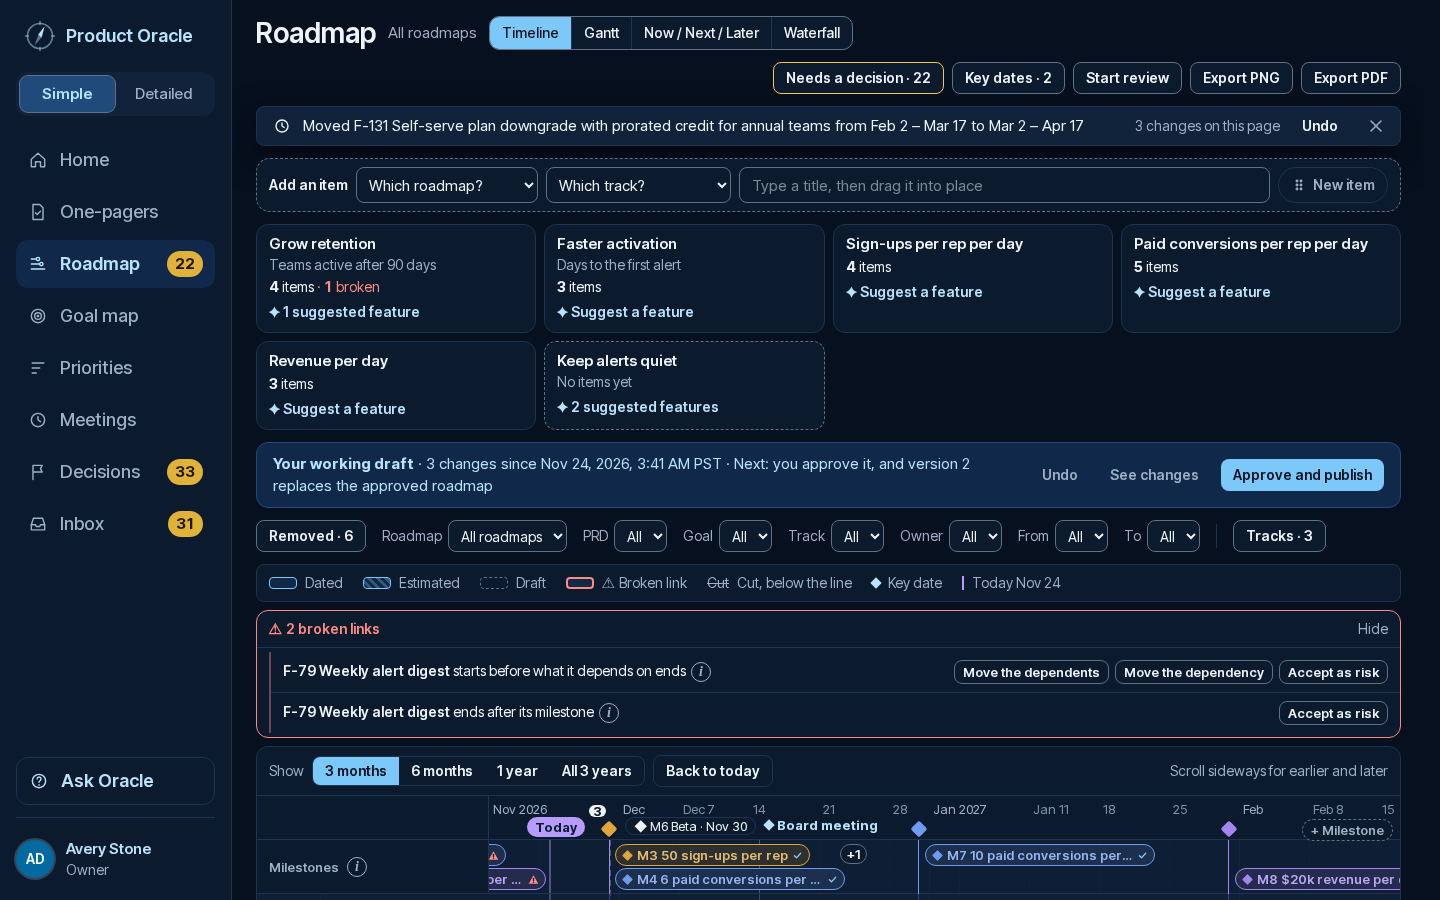 Product Oracle
Simple
Detailed
Home
One-pagers
Roadmap 22
Goal map
Priorities
Meetings
Decisions 33
Inbox 31
Ask Oracle
AD
Avery Stone
Owner
Roadmap
All roadmaps
Timeline
Gantt
Now / Next / Later
Waterfall
Needs a decision · 22
Key dates · 2
Start review
Export PNG
Export PDF
Moved F-131 Self-serve plan downgrade with prorated credit for annual teams from Feb 2 – Mar 17 to Mar 2 – Apr 17
3 changes on this page
Undo
Add an item
Which roadmap?
Which track?
Type a title, then drag it into place
New item
Grow retention
Teams active after 90 days
4 items · 1 broken
1 suggested feature
Faster activation
Days to the first alert
3 items
Suggest a feature
Sign-ups per rep per day
4 items
Suggest a feature
Paid conversions per rep per day
5 items
Suggest a feature
Revenue per day
3 items
Suggest a feature
Keep alerts quiet
No items yet
2 suggested features
Your working draft · 3 changes since Nov 24, 2026, 3:41 AM PST · Next: you approve it, and version 2
replaces the approved roadmap
Undo
See changes
Approve and publish
Removed · 6
Roadmap All roadmaps
PRD All
Goal All
Track All
Owner All
From All
To All
Tracks · 3
Dated
Estimated
Draft
⚠ Broken link
Cut Cut, below the line
Key date
Today Nov 24
⚠ 2 broken links
Hide
F-79 Weekly alert digest starts before what it depends on ends i
Move the dependents
Move the dependency
Accept as risk
F-79 Weekly alert digest ends after its milestone i
Accept as risk
Show
3 months
6 months
1 year
All 3 years
Back to today
Scroll sideways for earlier and later
Nov 2026
3
Dec
Dec 7
14
21
28
Jan 2027
Jan 11
18
25
Feb
Feb 8
15
Today
M6 Beta · Nov 30
Board meeting
+ Milestone
Milestones i
M3 50 sign-ups per rep
+1
M7 10 paid conversions per...
per ...
M4 6 paid conversions per ...
M8 $20k revenue per